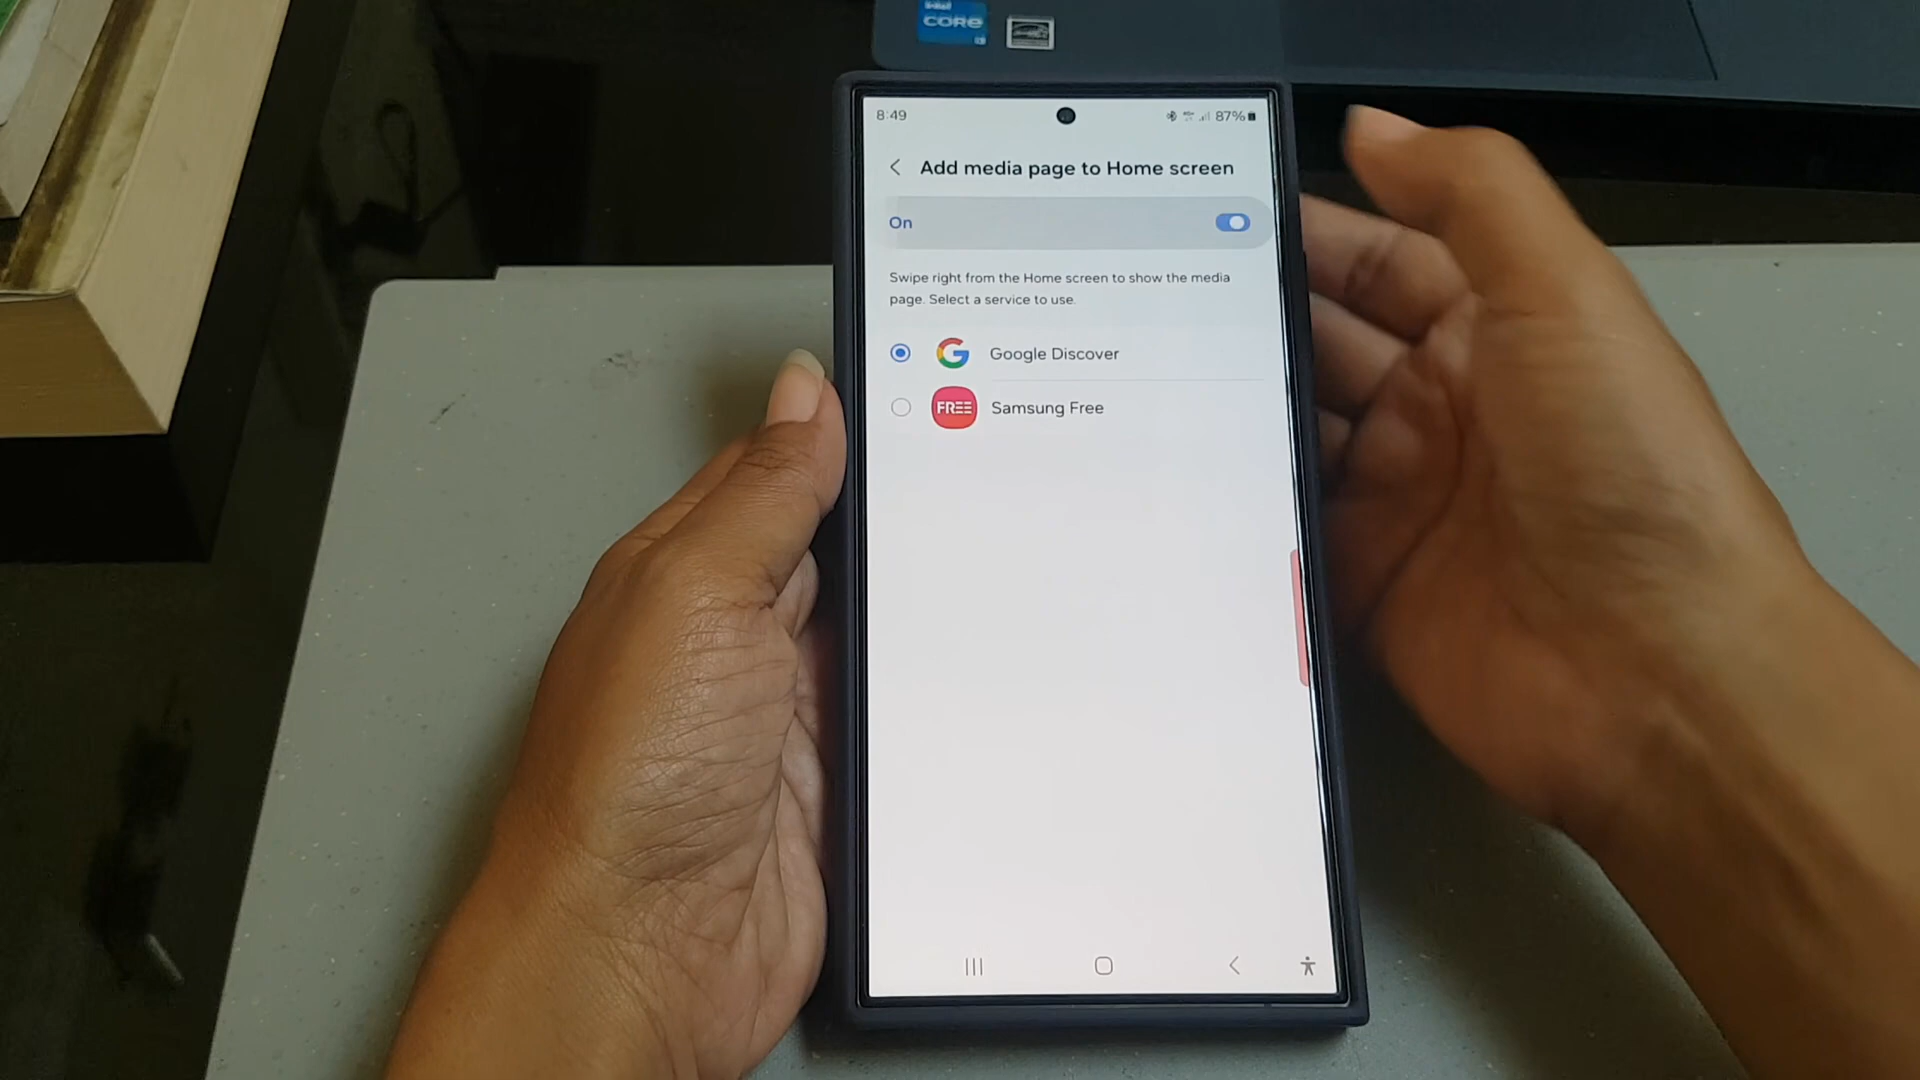 CORE
8:49
87%
Add media page to Home screen
On
Swipe right from the Home screen to show the media
page. Select a service to use.
Google Discover
FREE
Samsung Free